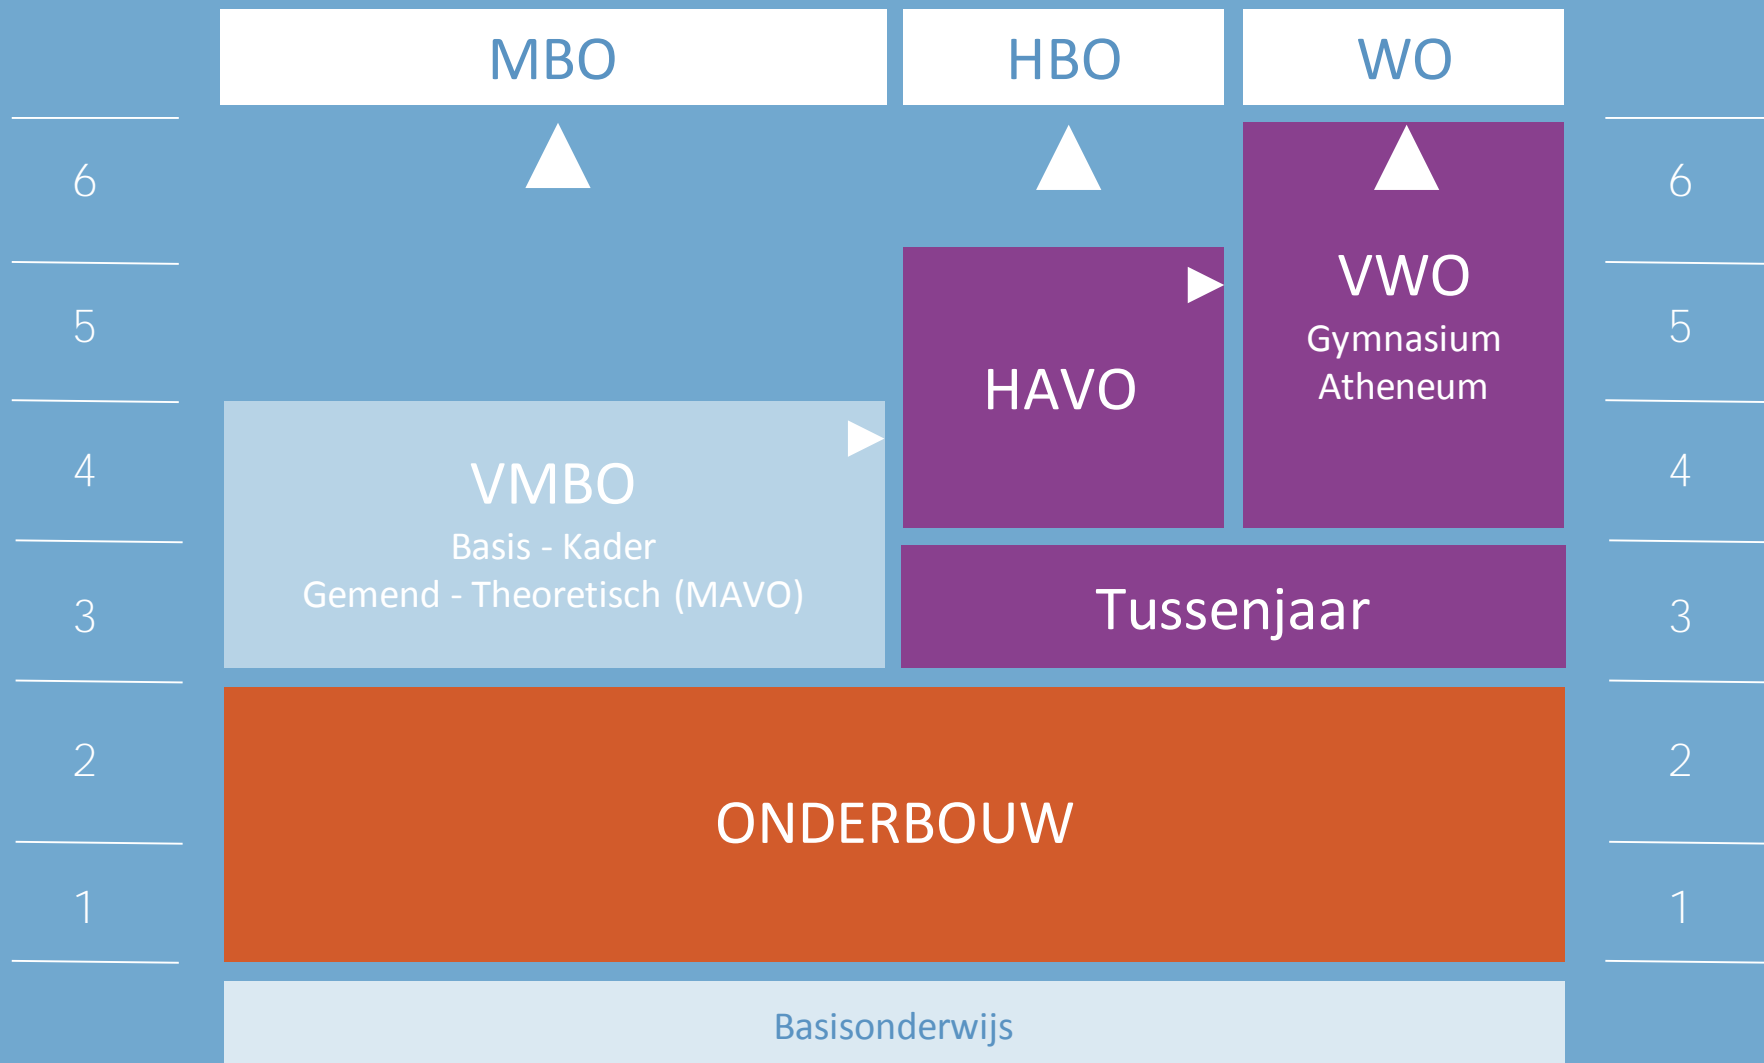 MBO
HBO
WO
6
6
VWO
Gymnasium
Atheneum
5
5
HAVO
4
4
VMBO
Basis - Kader
Gemend - Theoretisch (MAVO)
3
3
Tussenjaar
2
2
ONDERBOUW
1
1
Basisonderwijs